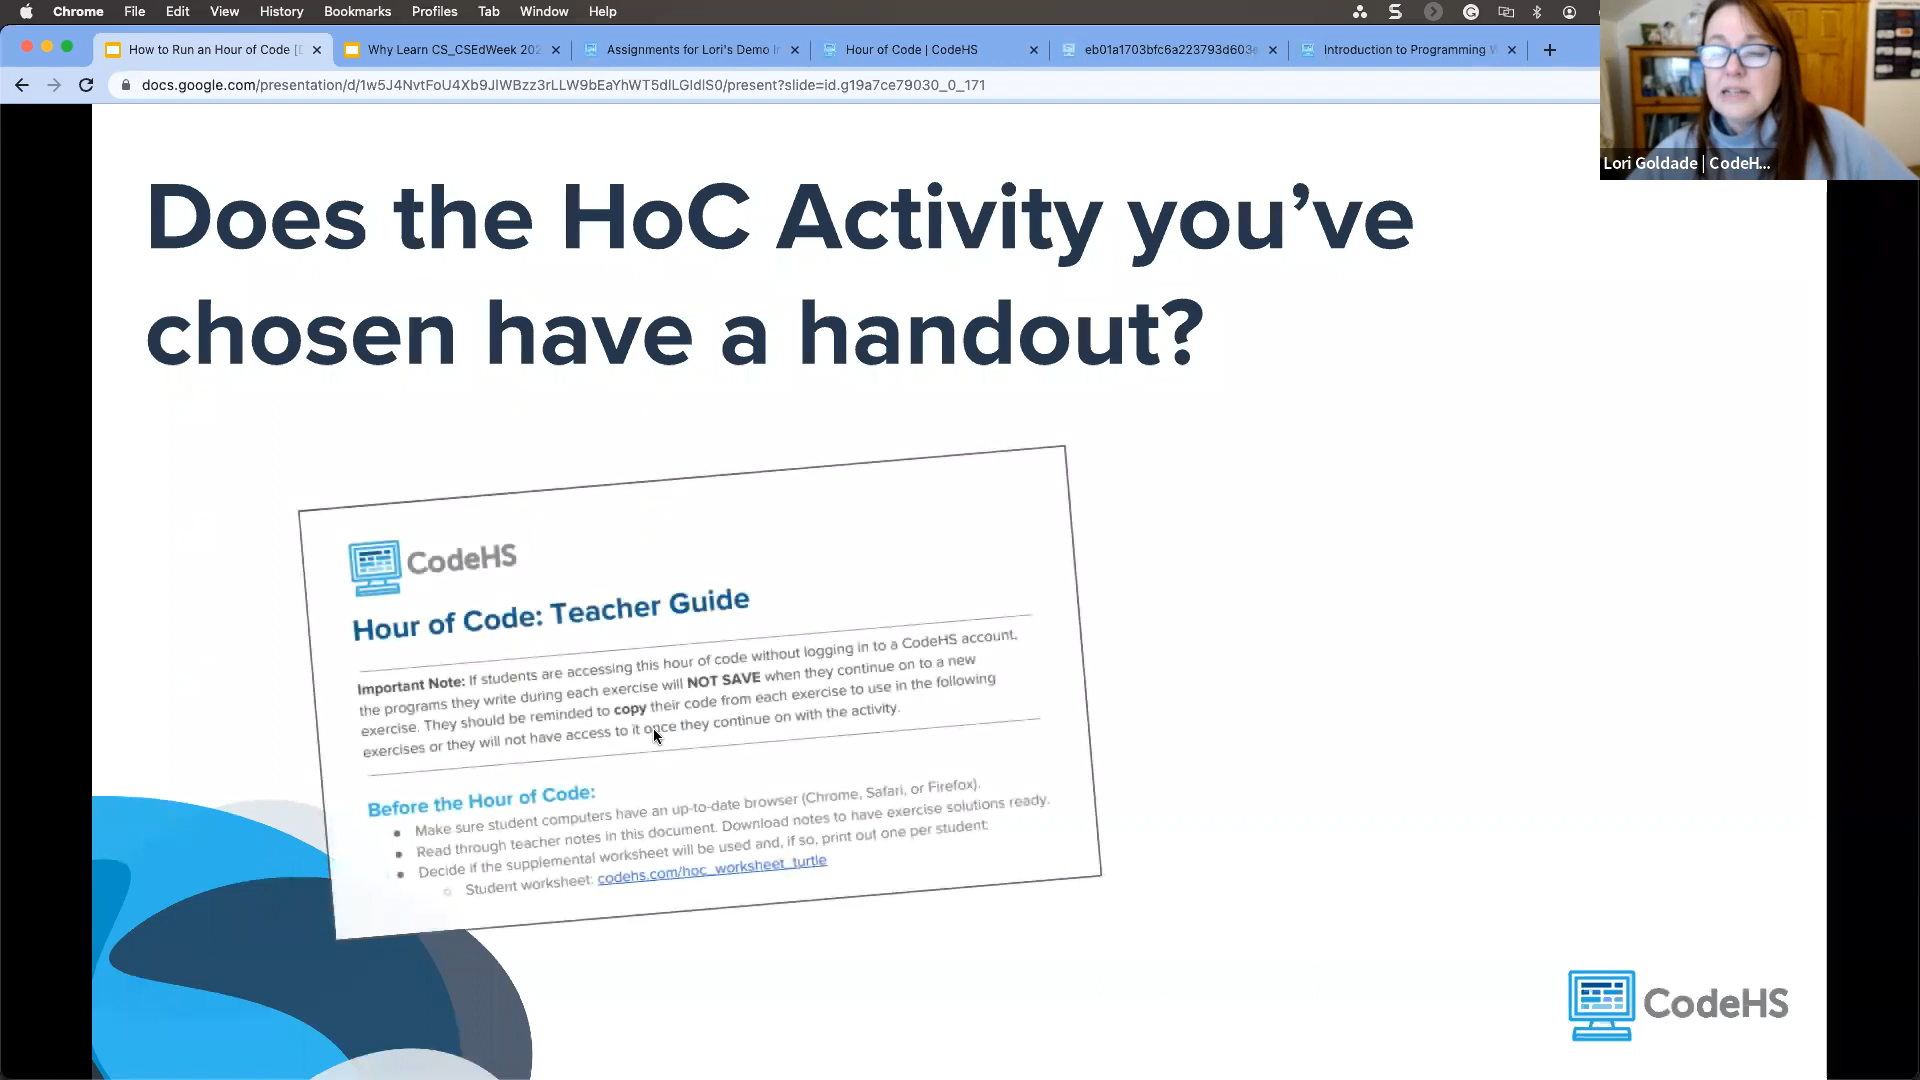 Chrome File Edit View History Bookmarks Profiles Tab Window Help
How to Run an Hour of Code [
Why Learn CS_CSEdWeek 202
Assignments for Lori's Demo I
Hour of Code | CodeHS
eb01a1703bfc6a223793d603
Introduction to Programming
docs.google.com/presentation/d/1w5J4NvtFoU4Xb9JlWBzz3rLLW9bEaYhWT5dlLGldlS0/present?slide=id.g19a7ce79030_0_171
Lori Goldade | CodeH...
Does the HoC Activity you’ve
chosen have a handout?
CodeHS
Hour of Code: Teacher Guide
Important Note: If students are accessing this hour of code without logging in to a CodeHS account,
the programs they write during each exercise will NOT SAVE when they continue on to a new
exercise. They should be reminded to copy their code from each exercise to use in the following
exercises or they will not have access to it once they continue on with the activity.
Before the Hour of Code:
Make sure student computers have an up-to-date browser (Chrome, Safari, or Firefox).
Read through teacher notes in this document. Download notes to have exercise solutions ready.
Decide if the supplemental worksheet will be used and, if so, print out one per student:
Student worksheet: codehs.com/hoc_worksheet_turtle
CodeHS